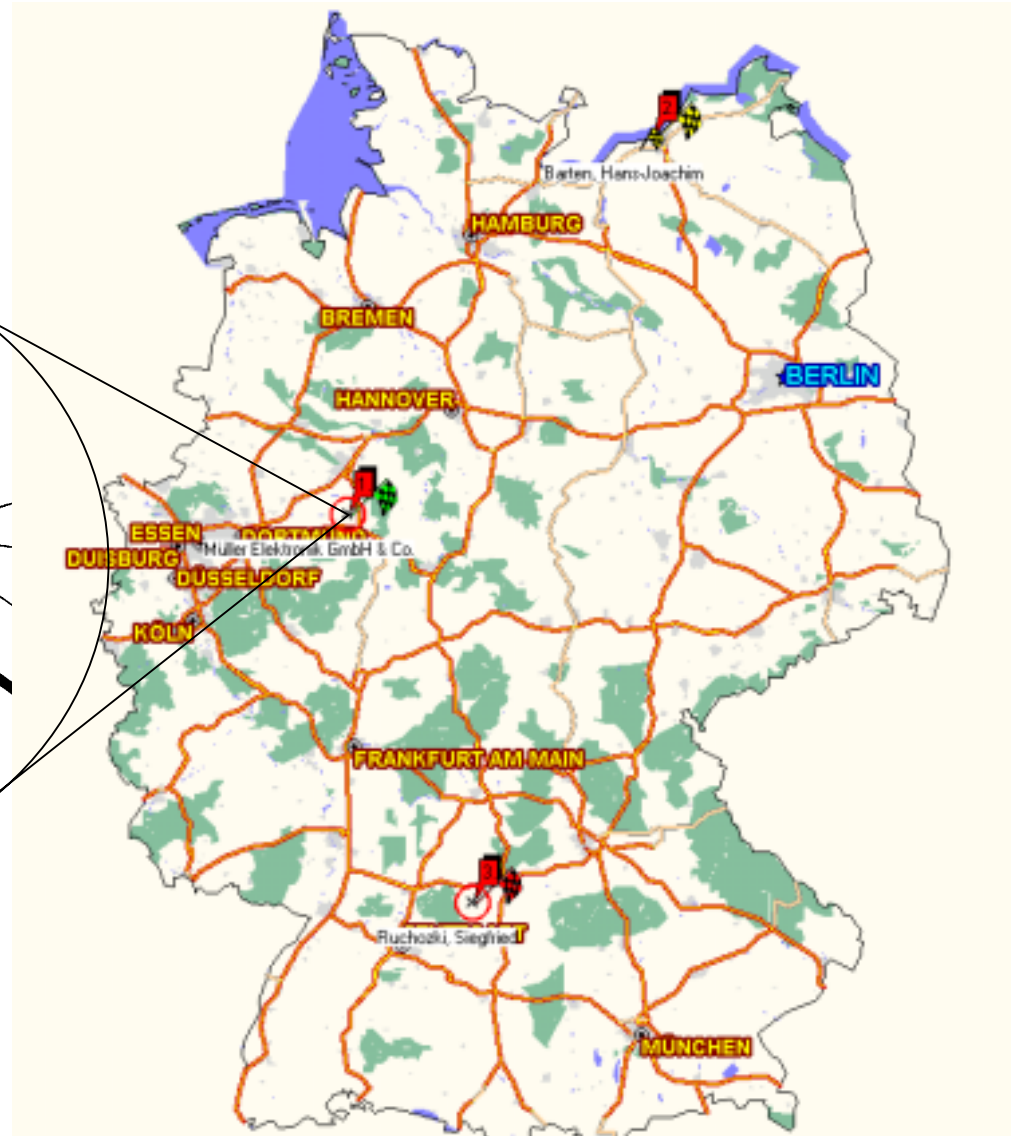 2
Barten, Hans-Joachim
HAMBURG
BREMEN
BERLIN
HANNOVER
1
ESSEN
DORTMUND
Müller Elektronik GmbH & Co.
DUISBURG
DÜSSELDORF
KÖLN
FRANKFURT AM MAIN
3
Ruchozki, Siegfried
MÜNCHEN